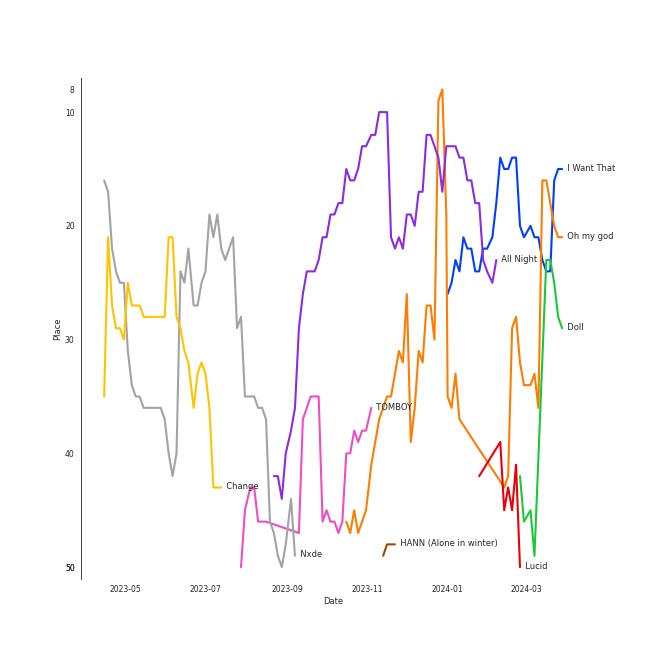 8
10
I Want That
20
Oh my god
All Night
Doll
30
Place
TOMBOY
40
Change
HANN (Alone in winter)
Nxde
50
Lucid
2023-05
2023-07
2023-09
2023-11
2024-01
2024-03
Date